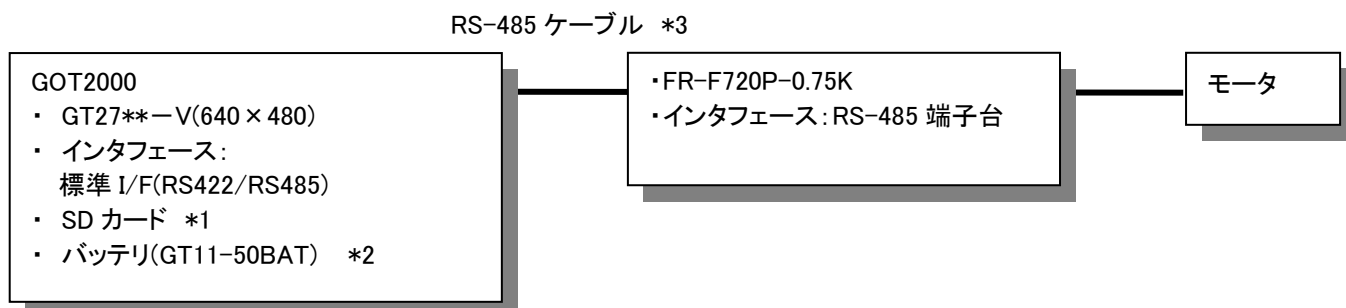 RS-485 ケーブル *3
GOT2000
・ GT27**－V(640×480)
・ インタフェース：
標準 I/F(RS422/RS485)
・ SD カード *1
・ バッテリ(GT11-50BAT) *2
・FR-F720P-0.75K
・インタフェース：RS-485 端子台
モータ